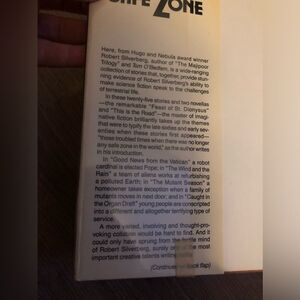 SAFE ZONE
Here, from Hugo and Nebula award winner
Robert Silverberg, author of "The Majipoor
Trilogy" and Tom O'Bedlam, is a wide-ranging
collection of stories that, together, provide stun-
ning evidence of Robert Silverberg's ability to
make science fiction speak to the challenges
of terrestrial life.
In these twenty-five stories and two novellas
—the remarkable "Feast of St. Dionysus"
and "This is the Road"—the master of imagi-
native fiction brilliantly takes up the themes
that were to typify the late sixties and early sev-
enties when these stories first appeared—
"those troubled times when there was no longer
any safe zone in the world," as the author writes
in his introduction.
In "Good News from the Vatican" a robot
cardinal is elected Pope; in "The Wind and the
Rain" a team of aliens works at refurbishing
a polluted Earth; in "The Mutant Season" a
homeowner takes exception when a family of
mutants moves in next door; and in "Caught in
the Organ Draft" young people are conscripted
into a different and altogether terrifying type of
service.
A more varied, involving and thought-pro-
voking collection would be hard to find. And it
could only have sprung from the fertile mind
of Robert Silverberg, surely one of the most
important creative talents writing
(Continued on back flap)